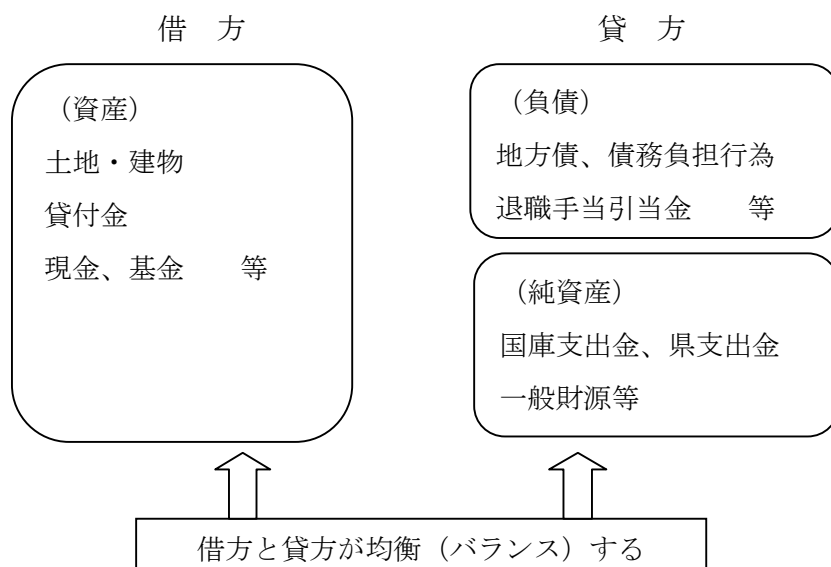 借　方
（資産）
土地・建物
貸付金
現金、基金　　等
貸　方
（負債）
地方債、債務負担行為
退職手当引当金　　等
（純資産）
国庫支出金、県支出金
一般財源等
借方と貸方が均衡（バランス）する